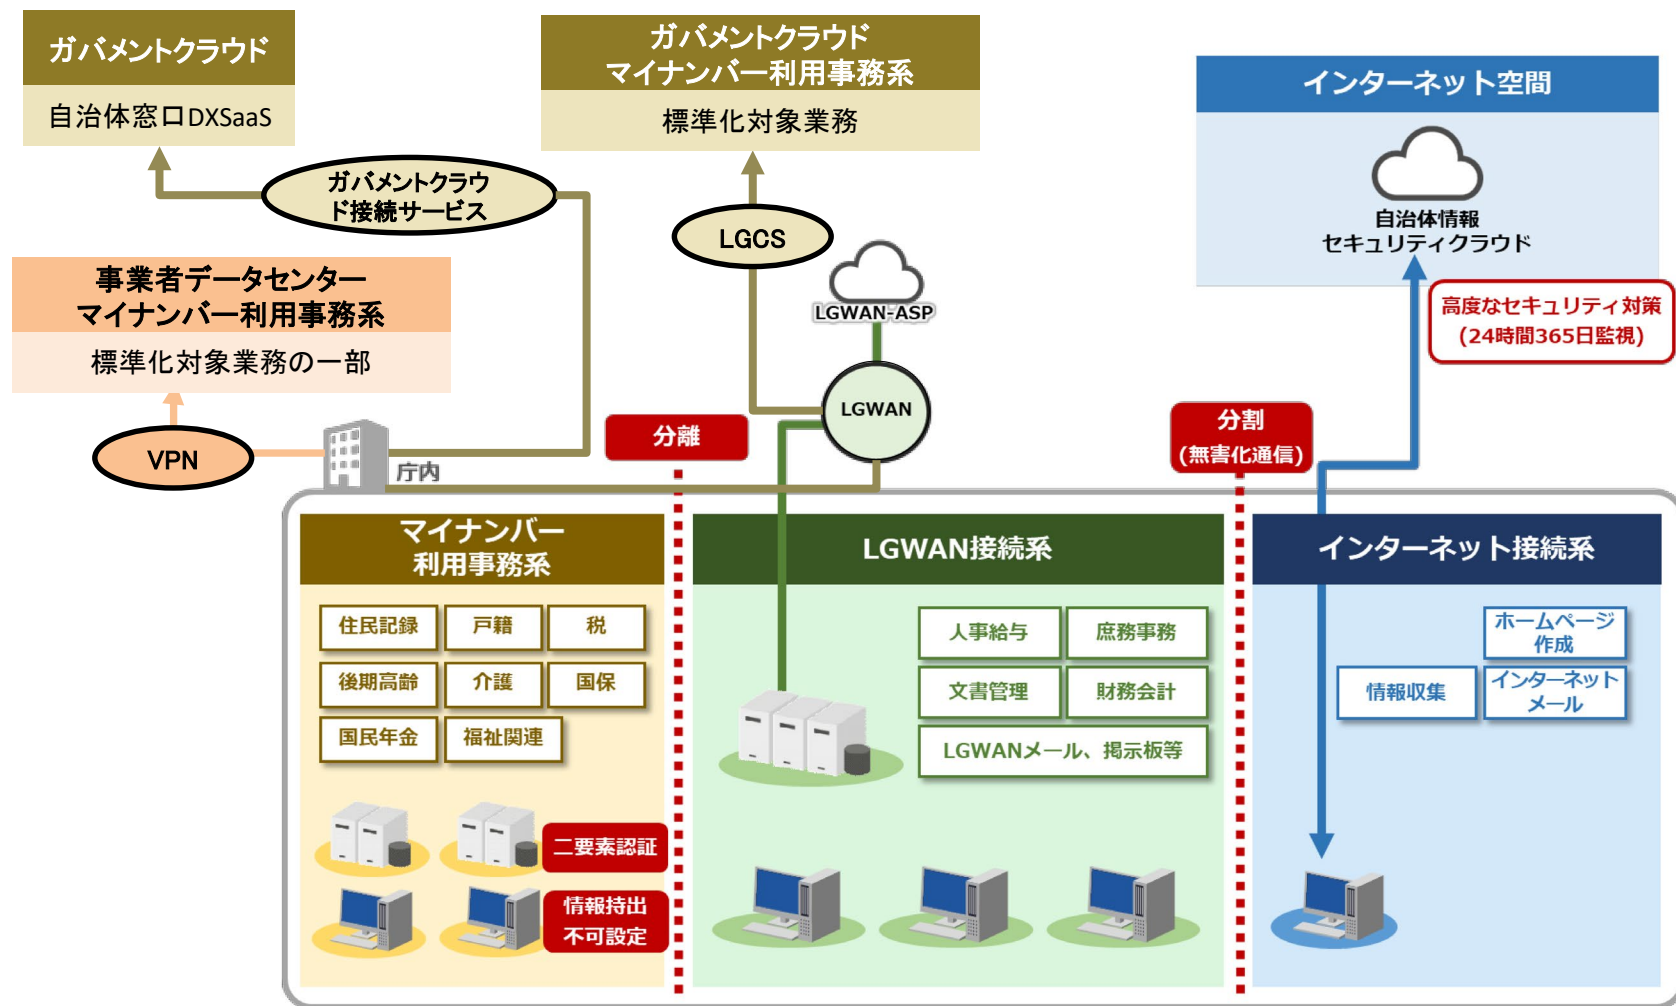 ガバメントクラウド
自治体窓口DXSaaS
ガバメントクラウド
マイナンバー利用事務系
標準化対象業務
インターネット空間
自治体情報
セキュリティクラウド
ガバメントクラウ
ド接続サービス
LGCS
LGWAN-ASP
事業者データセンター
マイナンバー利用事務系
標準化対象業務の一部
高度なセキュリティ対策
(24時間365日監視)
VPN
庁内
分離
LGWAN
分割
(無害化通信)
マイナンバー
利用事務系
住民記録
戸籍
税
後期高齢
介護
国保
国民年金
福祉関連
二要素認証
情報持出
不可設定
LGWAN接続系
人事給与
庶務事務
文書管理
財務会計
LGWANメール、掲示板等
インターネット接続系
ホームページ
作成
情報収集
インターネット
メール